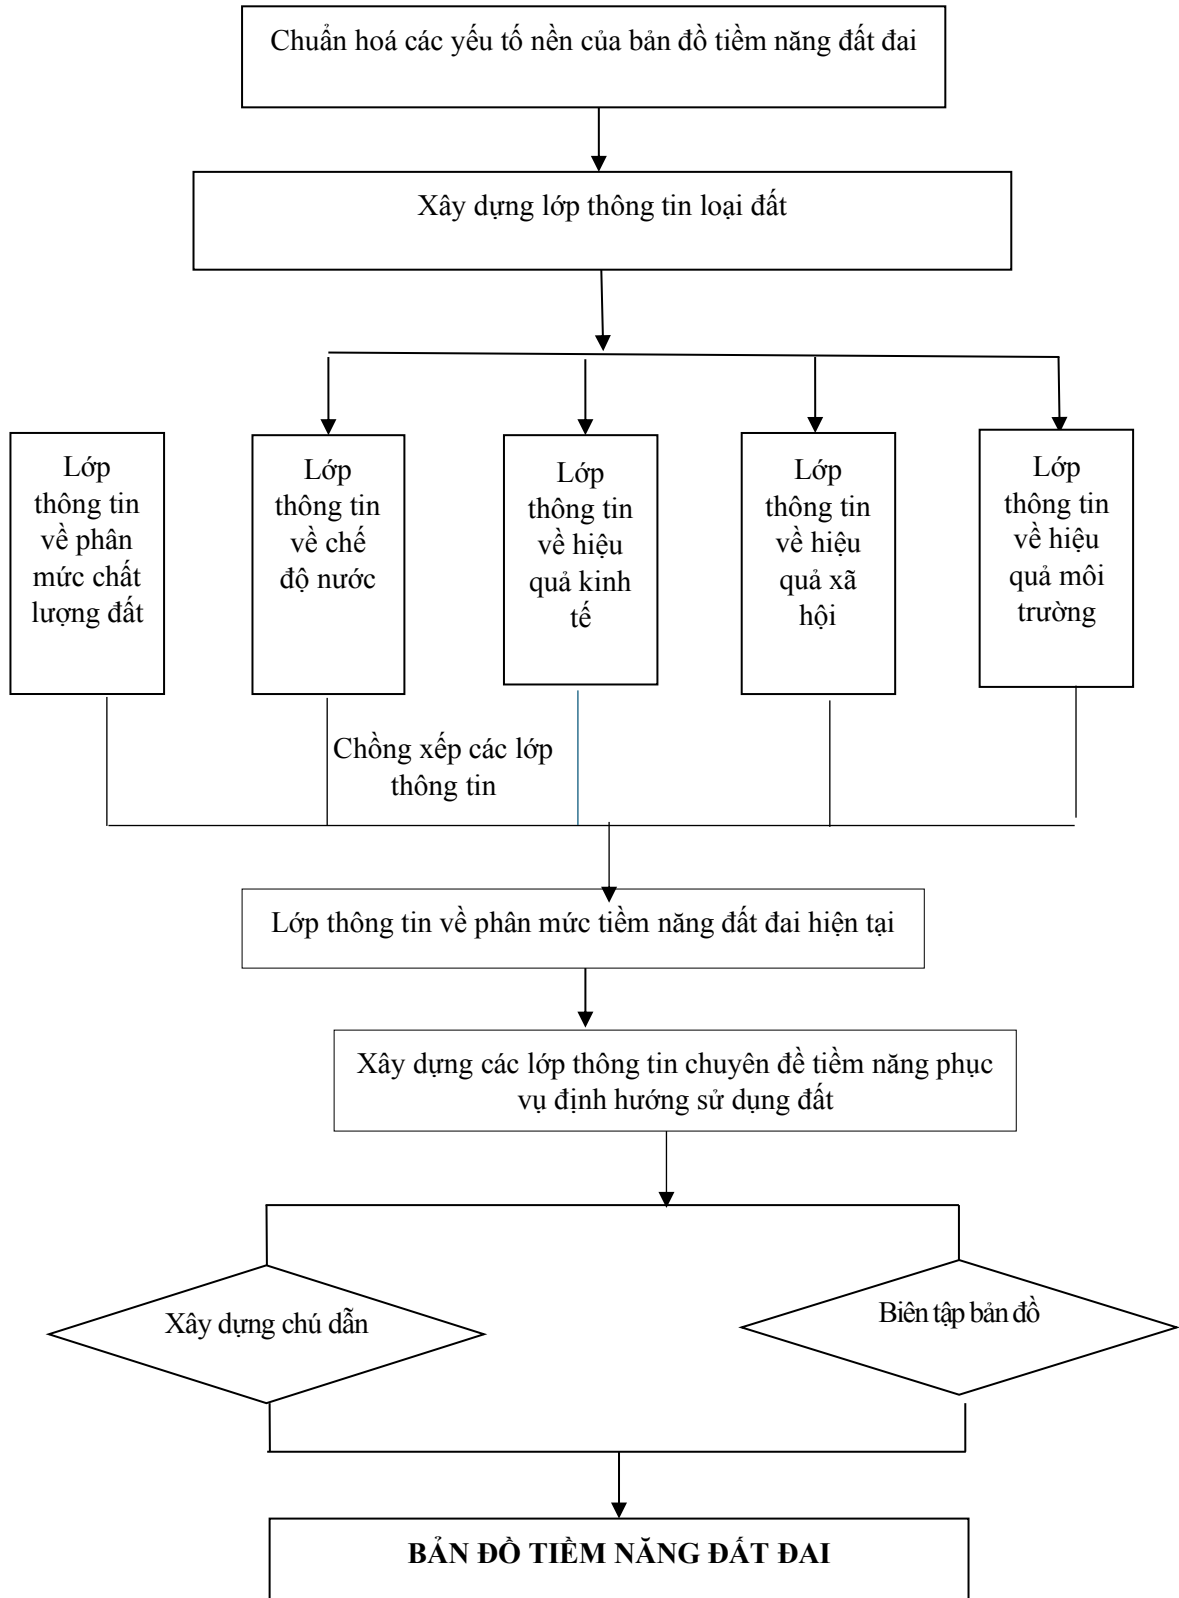 Chuẩn hoá các yếu tố nền của bản đồ tiềm năng đất đai
Xây dựng lớp thông tin loại đất
Lớp
thông tin
về phân
mức chất
lượng đất
Lớp
thông tin
về chế
độ nước
Lớp
thông tin
về hiệu
quả kinh
tế
Lớp
thông tin
về hiệu
quả xã
hội
Lớp
thông tin
về hiệu
quả môi
trường
Chồng xếp các lớp
thông tin
Lớp thông tin về phân mức tiềm năng đất đai hiện tại
Xây dựng các lớp thông tin chuyên đề tiềm năng phục
vụ định hướng sử dụng đất
Xây dựng chú dẫn
Biên tập bản đồ
BẢN ĐỒ TIỀM NĂNG ĐẤT ĐAI